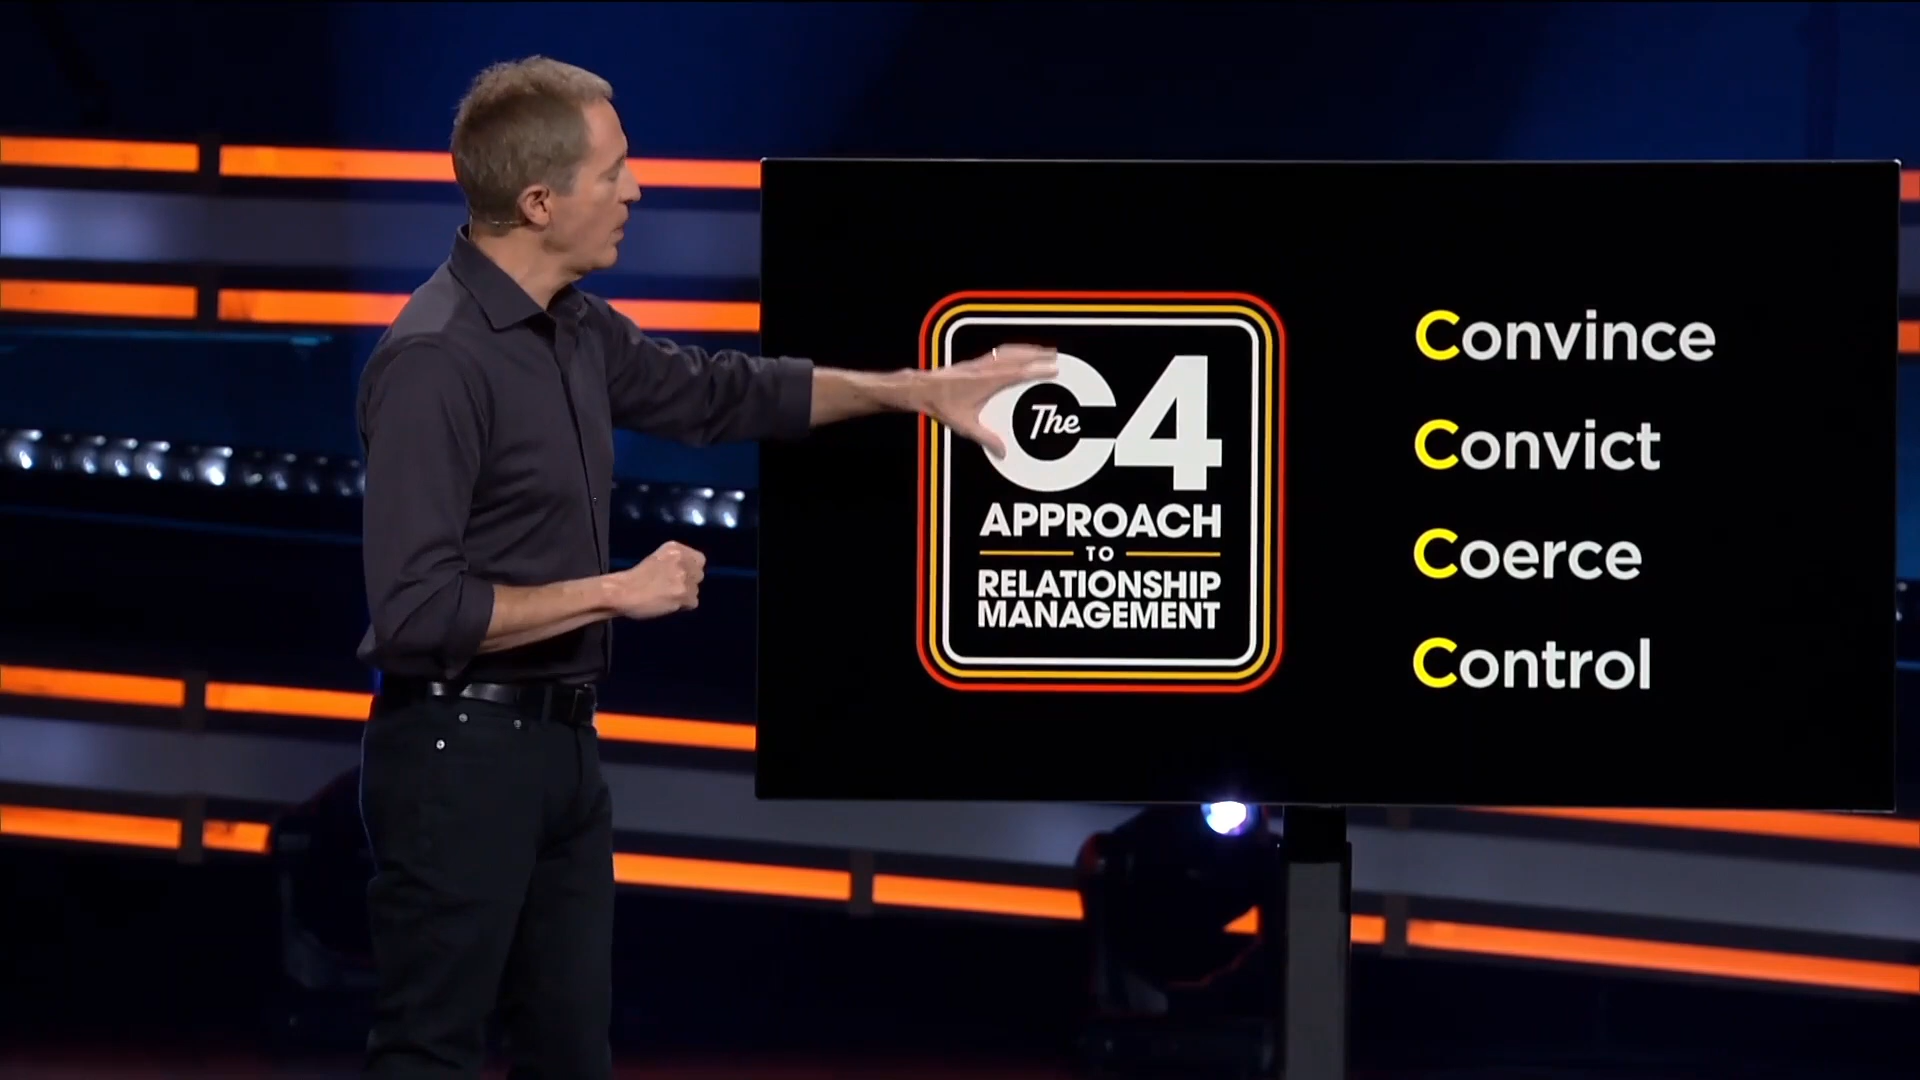 The
C4
APPROACH
TO
RELATIONSHIP
MANAGEMENT
Convince
Convict
Coerce
Control